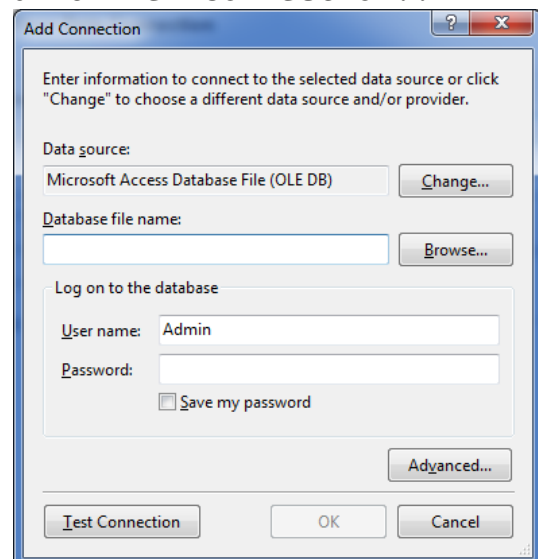 Add Connection
Enter information to connect to the selected data source or click
"Change" to choose a different data source and/or provider.
Data source:
Microsoft Access Database File (OLE DB)
Change...
Database file name:
Browse...
Log on to the database
User name:
Admin
Password:
Save my password
Advanced...
Test Connection
OK
Cancel